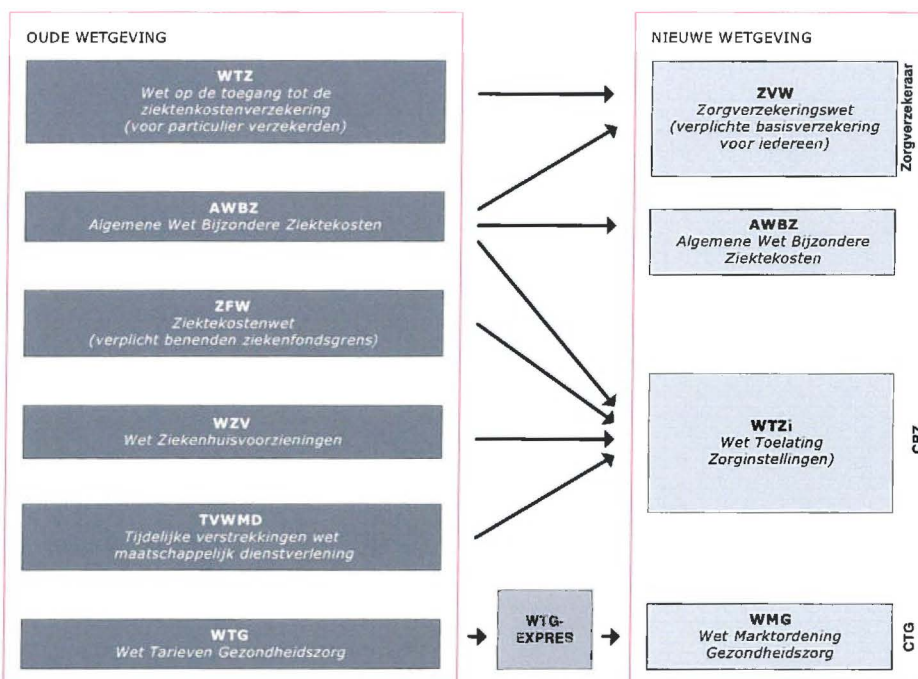 OUDE WETGEVING
WTZ
Wet op de toegang tot de
ziektenkostenverzekering
(voor particulier verzekerden)
AWBZ
Algemene Wet Bijzondere Ziektekosten
ZFW
Ziektekostenwet
(verplicht benenden ziekenfondsgrens)
WZV
Wet Ziekenhuisvoorzieningen
TVWMD
Tijdelijke verstrekkingen wet
maatschappelijk dienstverlening
WTG
Wet Tarieven Gezondheidszorg
WTG-
EXPRES
NIEUWE WETGEVING
ZVW
Zorgverzekeringswet
(verplichte basisverzekering
voor iedereen)
Zorgverzekeraar
AWBZ
Algemene Wet Bijzondere
Ziektekosten
WTZi
Wet Toelating
Zorginstellingen)
CBZ
WMG
Wet Marktordening
Gezondheidszorg
CTG